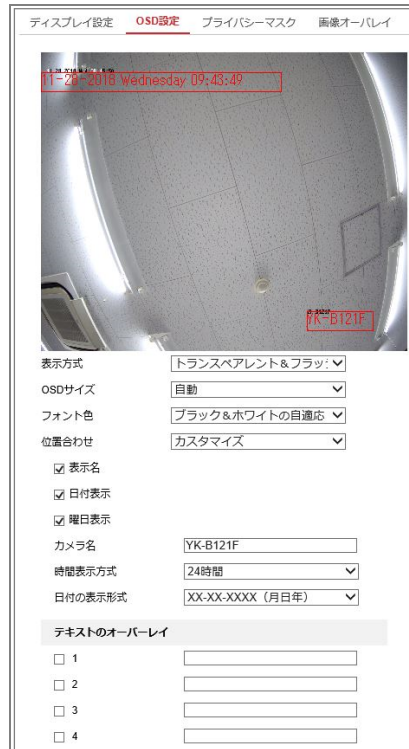 ディスプレイ設定 OSD設定 プライバシーマスク 画像オーバレイ
11-28-2018 Wednesday 09:43:49
YK-B121F
表示方式 トランスペアレント&フラッシ
OSDサイズ 自動
フォント色 ブラック&ホワイトの自適応
位置合わせ カスタマイズ
表示名
日付表示
曜日表示
カメラ名 YK-B121F
時間表示方式 24時間
日付の表示形式 XX-XX-XXXX（月日年）
テキストのオーバーレイ
1
2
3
4